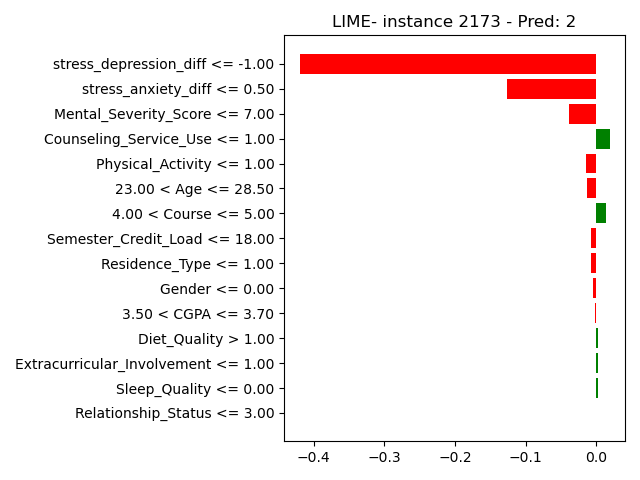 LIME- instance 2173 - Pred: 2
stress_depression_diff <= -1.00
stress_anxiety_diff <= 0.50
Mental_Severity_Score <= 7.00
Counseling_Service_Use <= 1.00
Physical_Activity <= 1.00
23.00 < Age <= 28.50
4.00 < Course <= 5.00
Semester_Credit_Load <= 18.00
Residence_Type <= 1.00
Gender <= 0.00
3.50 < CGPA <= 3.70
Diet_Quality > 1.00
Extracurricular_Involvement <= 1.00
Sleep_Quality <= 0.00
Relationship_Status <= 3.00
−0.4 −0.3 −0.2 −0.1 0.0